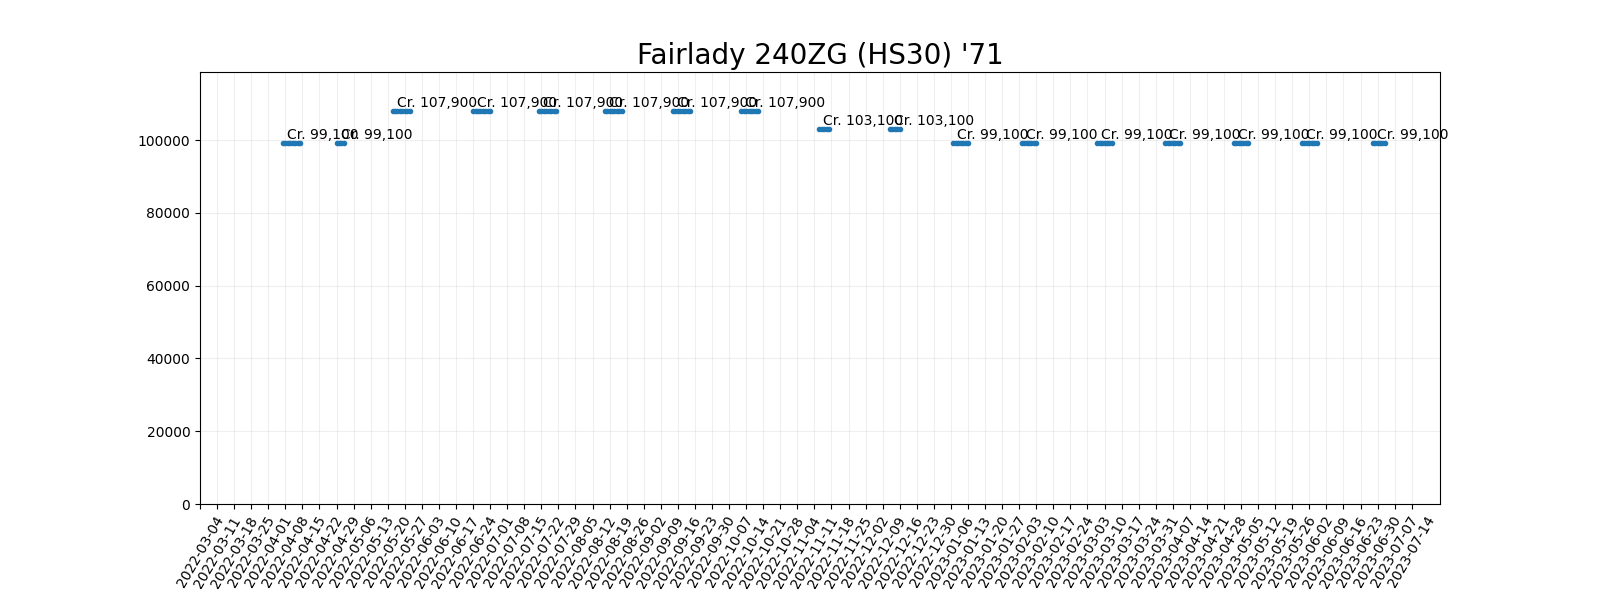 Fairlady 240ZG (HS30) '71
Cr. 107,900 Cr. 107,900 Cr. 107,900 Cr. 107,900 Cr. 107,900 Cr. 107,900
Cr. 103,100 Cr. 103,100
Cr. 99,100 Cr. 99,100 Cr. 99,100 Cr. 99,100 Cr. 99,100 Cr. 99,100 Cr. 99,100 Cr. 99,100 Cr. 99,100
100000
80000
60000
40000
20000
0
2022-03-04 2022-03-11 2022-03-18 2022-03-25 2022-04-01 2022-04-08 2022-04-15 2022-04-22 2022-04-29 2022-05-06 2022-05-13 2022-05-20 2022-05-27 2022-06-03 2022-06-10 2022-06-17 2022-06-24 2022-07-01 2022-07-08 2022-07-15 2022-07-22 2022-07-29 2022-08-05 2022-08-12 2022-08-19 2022-08-26 2022-09-02 2022-09-09 2022-09-16 2022-09-23 2022-09-30 2022-10-07 2022-10-14 2022-10-21 2022-10-28 2022-11-04 2022-11-11 2022-11-18 2022-11-25 2022-12-02 2022-12-09 2022-12-16 2022-12-23 2022-12-30 2023-01-06 2023-01-13 2023-01-20 2023-01-27 2023-02-03 2023-02-10 2023-02-17 2023-02-24 2023-03-03 2023-03-10 2023-03-17 2023-03-24 2023-03-31 2023-04-07 2023-04-14 2023-04-21 2023-04-28 2023-05-05 2023-05-12 2023-05-19 2023-05-26 2023-06-02 2023-06-09 2023-06-16 2023-06-23 2023-06-30 2023-07-07 2023-07-14